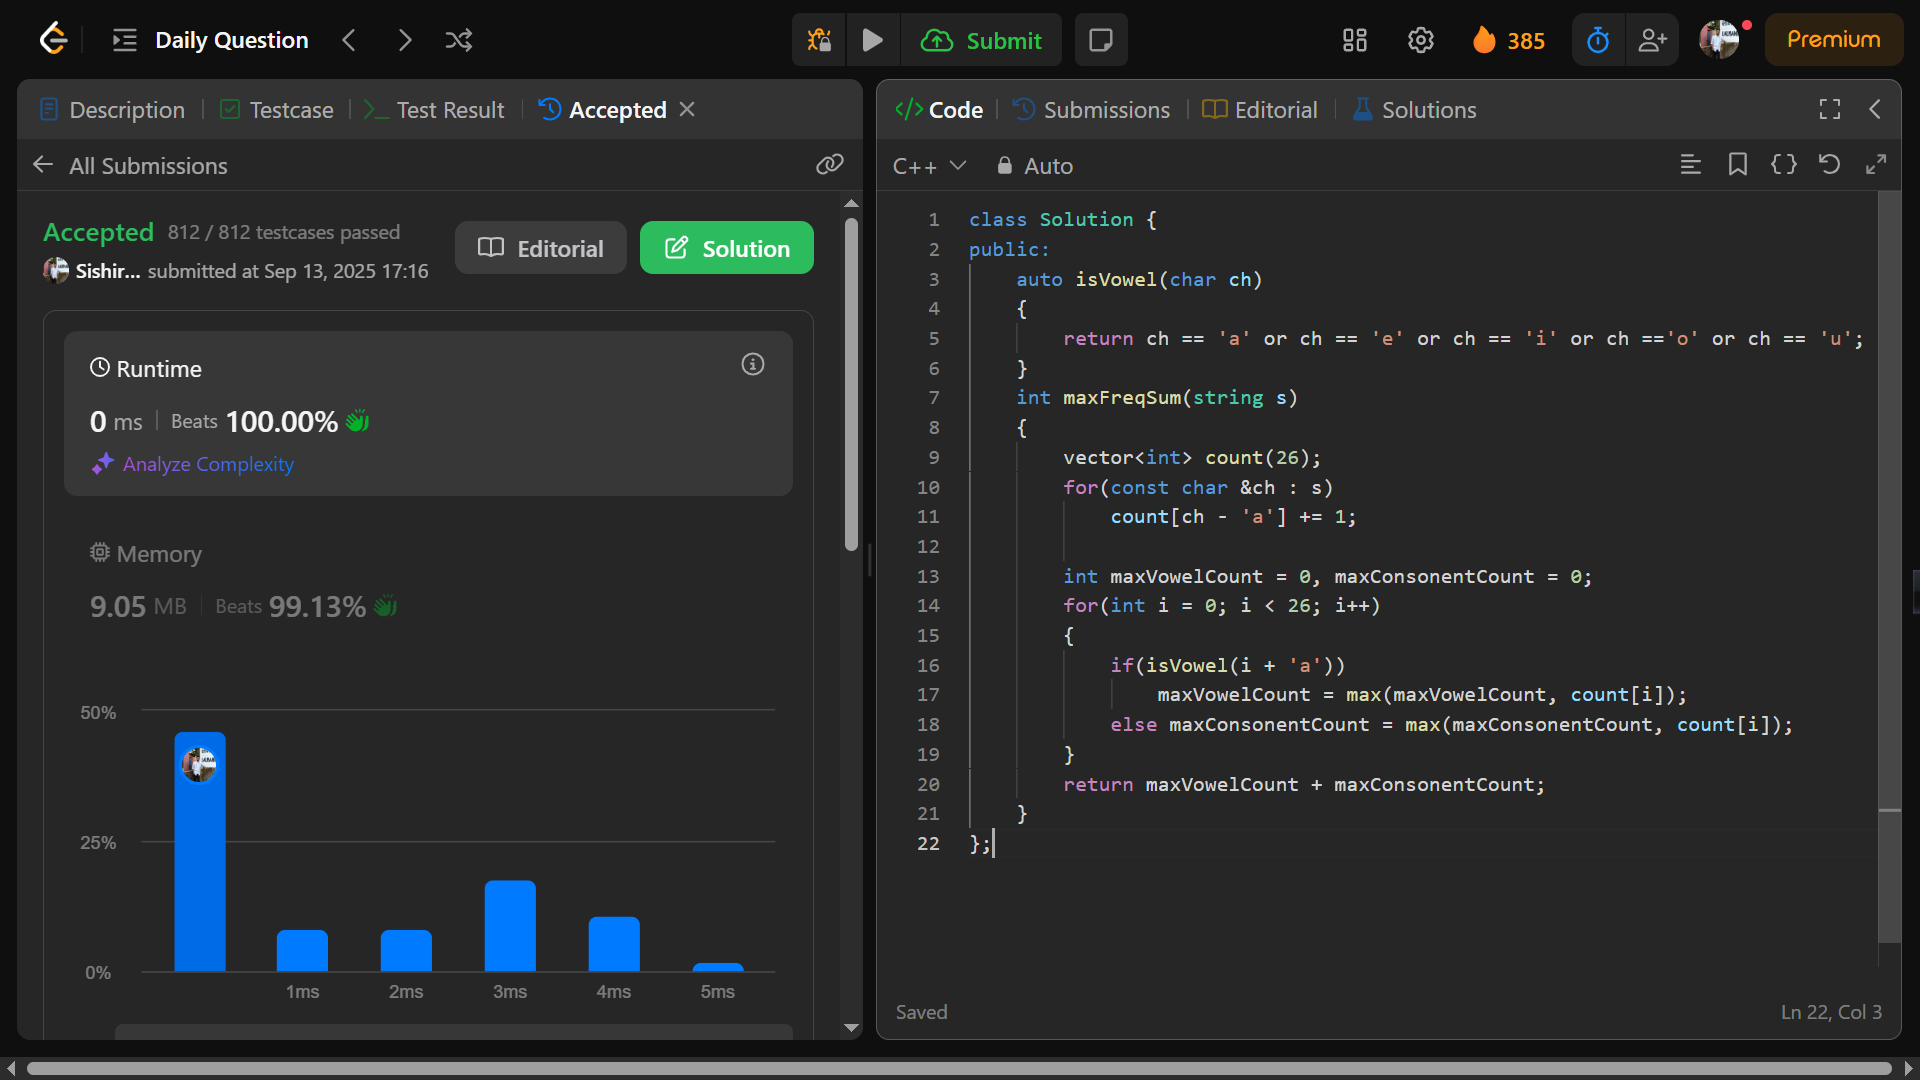 Daily Question
Submit
385
Premium
Description
Testcase
Test Result
Accepted
All Submissions
Accepted 812 / 812 testcases passed
Sishir... submitted at Sep 13, 2025 17:16
Editorial
Solution
Runtime
0 ms | Beats 100.00%
Analyze Complexity
Memory
9.05 MB | Beats 99.13%
50%
25%
0%
1ms 2ms 3ms 4ms 5ms
</> Code
Submissions
Editorial
Solutions
C++
Auto
1 class Solution {
2 public:
3     auto isVowel(char ch)
4     {
5         return ch == 'a' or ch == 'e' or ch == 'i' or ch =='o' or ch == 'u';
6     }
7     int maxFreqSum(string s)
8     {
9         vector<int> count(26);
10         for(const char &ch : s)
11             count[ch - 'a'] += 1;
12
13         int maxVowelCount = 0, maxConsonentCount = 0;
14         for(int i = 0; i < 26; i++)
15         {
16             if(isVowel(i + 'a'))
17                 maxVowelCount = max(maxVowelCount, count[i]);
18             else maxConsonentCount = max(maxConsonentCount, count[i]);
19         }
20         return maxVowelCount + maxConsonentCount;
21     }
22 };
Saved
Ln 22, Col 3